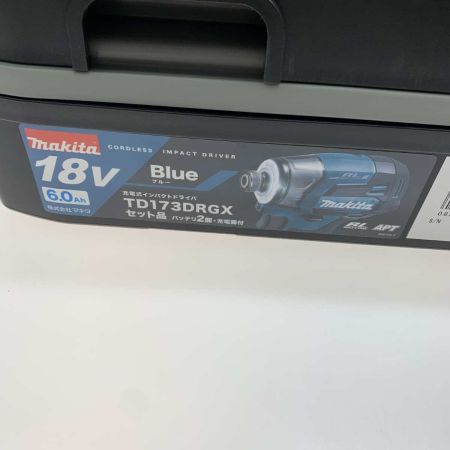 makita
CORDLESS IMPACT DRIVER
18V
6.0Ah
株式会社マキタ
Blue
ブルー
充電式インパクトドライバ
TD173DRGX
セット品 バッテリ2個・充電器付
BL
makita
BL
APT
S/N